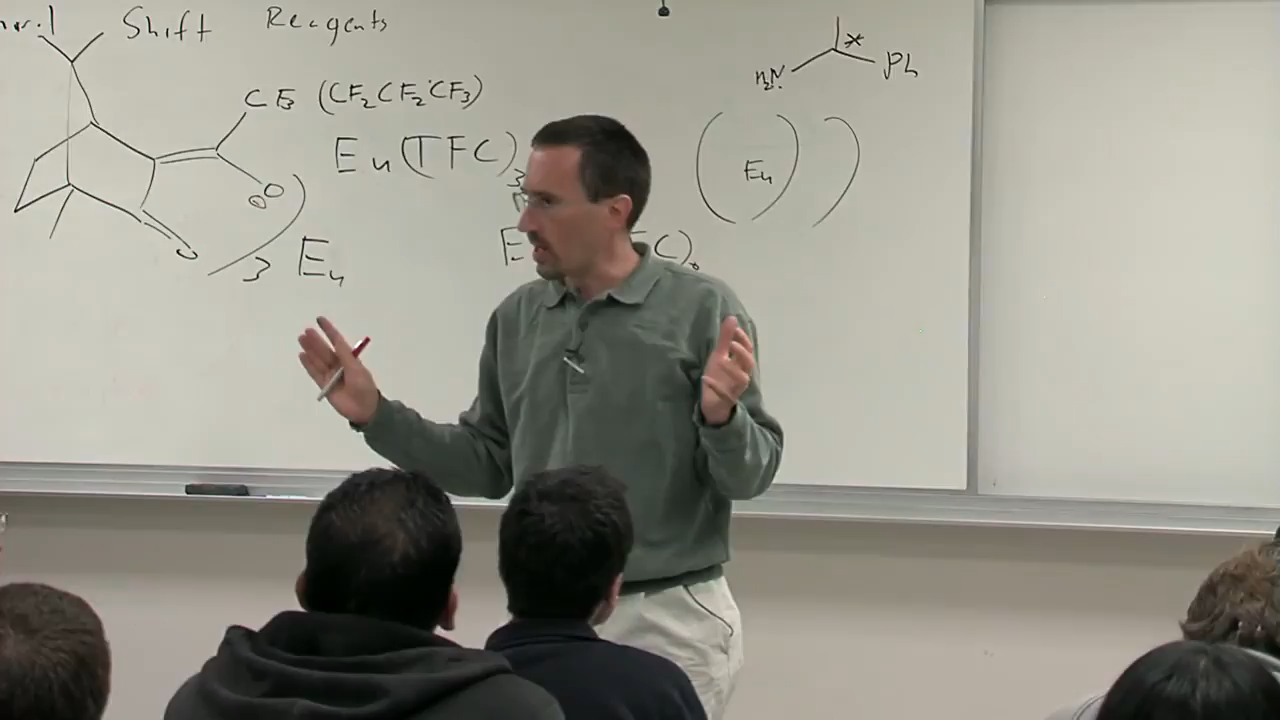 Shift Reagents
CF3 (CF2CF2CF3)
Eu(TFC)3
O
O
3 Eu
H2N
*
Ph
Eu